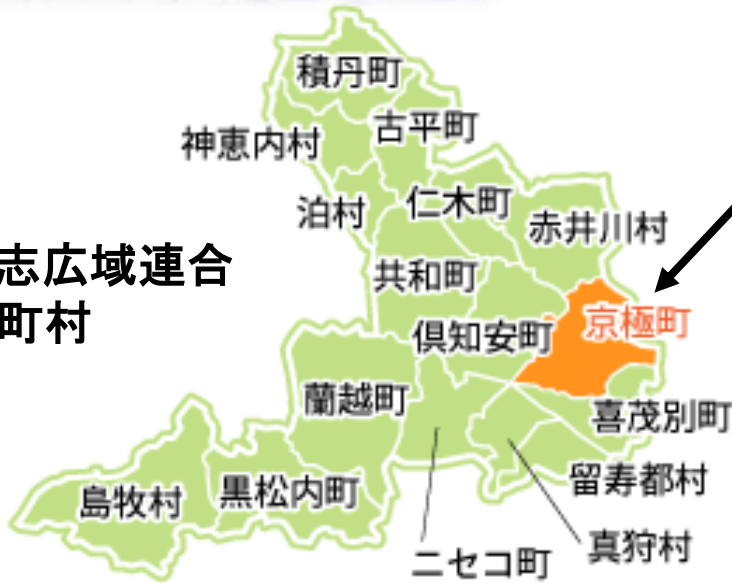 積丹町
神恵内村
古平町
泊村
仁木町
赤井川村
志広域連合
町村
共和町
倶知安町
京極町
蘭越町
喜茂別町
留寿都村
島牧村
黒松内町
ニセコ町
真狩村